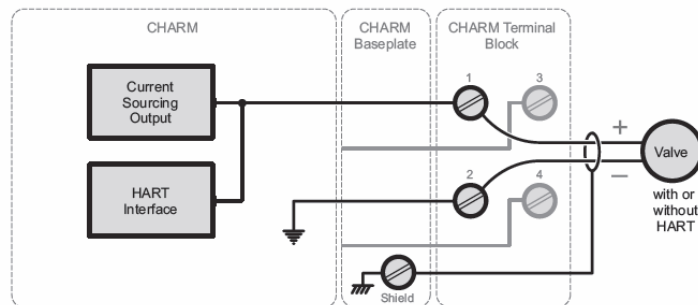 CHARM
CHARM
Baseplate
CHARM Terminal
Block
Current
Sourcing
Output
HART
Interface
1
3
2
4
+
Valve
—
with or
without
HART
Shield